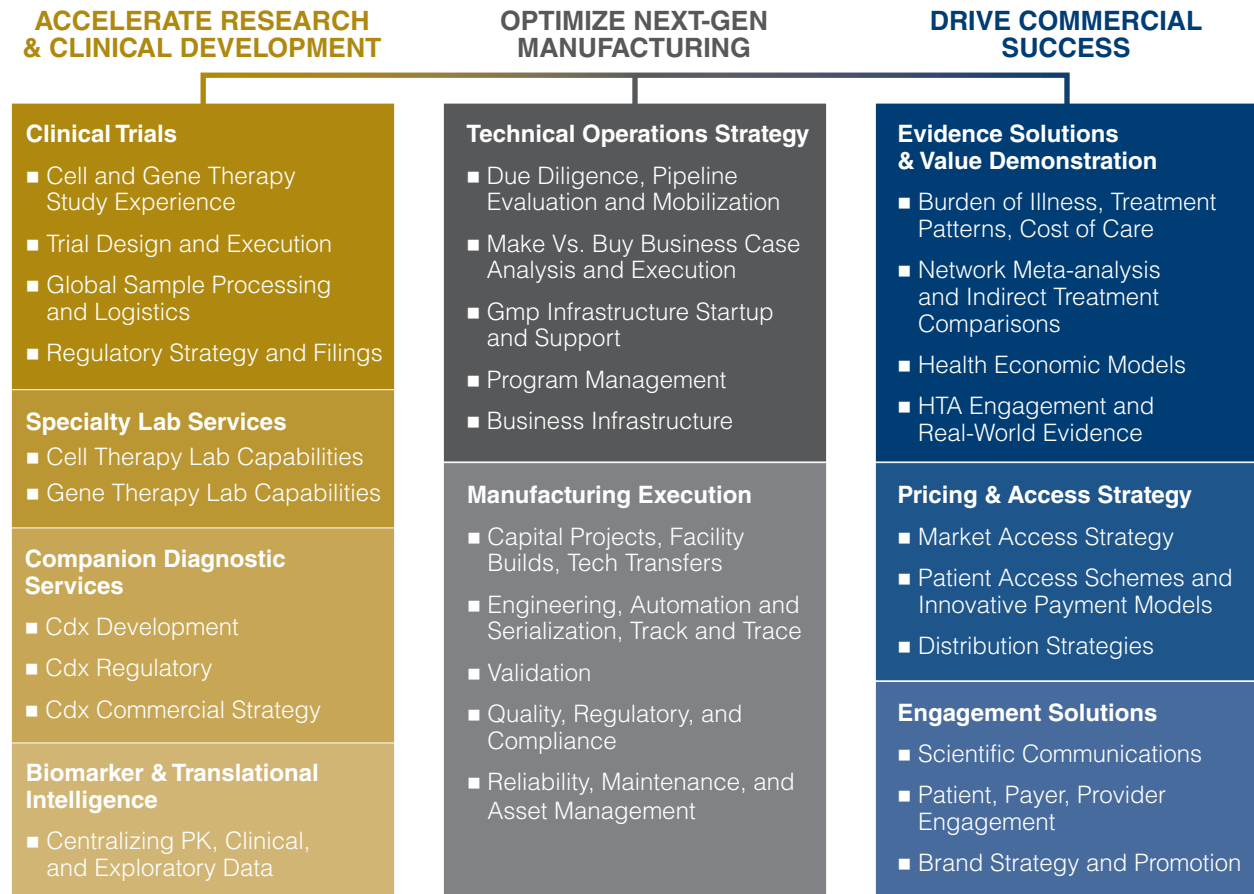 ACCELERATE RESEARCH
& CLINICAL DEVELOPMENT
Clinical Trials
■ Cell and Gene Therapy
Study Experience
■ Trial Design and Execution
■ Global Sample Processing
and Logistics
■ Regulatory Strategy and Filings
Specialty Lab Services
■ Cell Therapy Lab Capabilities
■ Gene Therapy Lab Capabilities
Companion Diagnostic
Services
■ Cdx Development
■ Cdx Regulatory
■ Cdx Commercial Strategy
Biomarker & Translational
Intelligence
■ Centralizing PK, Clinical,
and Exploratory Data
OPTIMIZE NEXT-GEN
MANUFACTURING
Technical Operations Strategy
■ Due Diligence, Pipeline
Evaluation and Mobilization
■ Make Vs. Buy Business Case
Analysis and Execution
■ Gmp Infrastructure Startup
and Support
■ Program Management
■ Business Infrastructure
Manufacturing Execution
■ Capital Projects, Facility
Builds, Tech Transfers
■ Engineering, Automation and
Serialization, Track and Trace
■ Validation
■ Quality, Regulatory, and
Compliance
■ Reliability, Maintenance, and
Asset Management
DRIVE COMMERCIAL
SUCCESS
Evidence Solutions
& Value Demonstration
■ Burden of Illness, Treatment
Patterns, Cost of Care
■ Network Meta-analysis
and Indirect Treatment
Comparisons
■ Health Economic Models
■ HTA Engagement and
Real-World Evidence
Pricing & Access Strategy
■ Market Access Strategy
■ Patient Access Schemes and
Innovative Payment Models
■ Distribution Strategies
Engagement Solutions
■ Scientific Communications
■ Patient, Payer, Provider
Engagement
■ Brand Strategy and Promotion